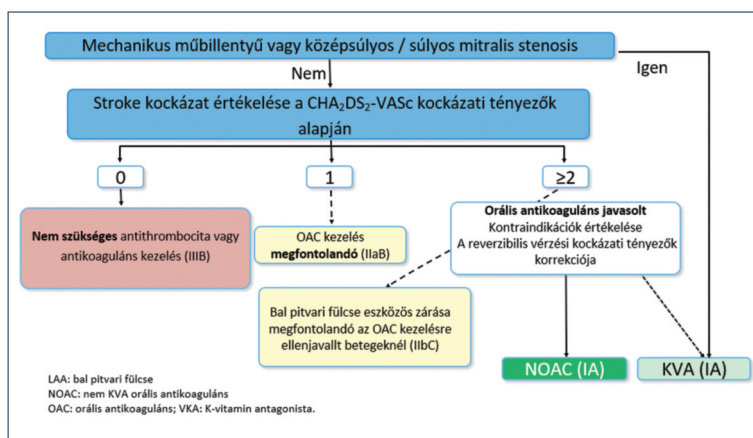 Mechanikus műbillentyű vagy középsúlyos / súlyos mitralis stenosis
Nem
Igen
Stroke kockázat értékelése a CHA₂DS₂-VASc kockázati tényezők
alapján
0
1
≥2
Nem szükséges antithrombocita vagy
antikoaguláns kezelés (IIIB)
OAC kezelés
megfontolandó (IIaB)
Orális antikoaguláns javasolt
Kontraindikációk értékelése
A reverzibilis vérzési kockázati tényezők
korrekciója
Bal pitvari fülcse eszközös zárása
megfontolandó az OAC kezelésre
ellenjavallt betegeknél (IIbC)
NOAC (IA)
KVA (IA)
LAA: bal pitvari fülcse
NOAC: nem KVA orális antikoaguláns
OAC: orális antikoaguláns; VKA: K-vitamin antagonista.